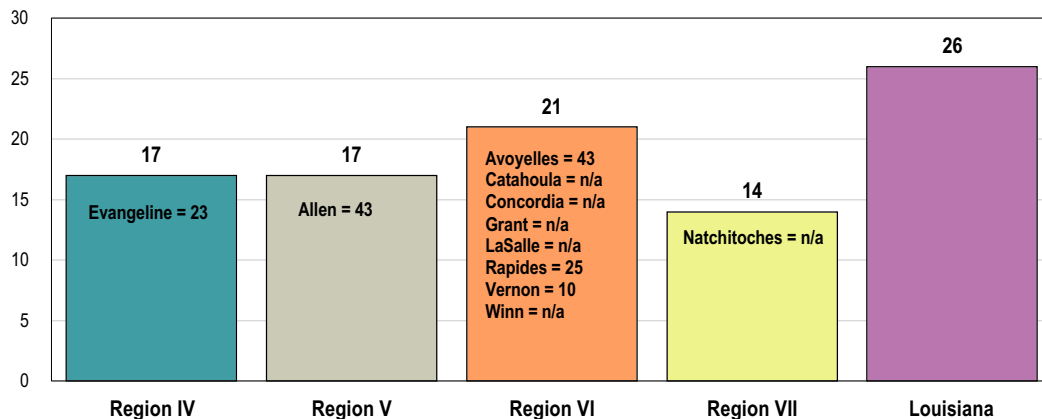 30
25
20
15
10
5
0
17
17
21
14
26
Evangeline = 23
Allen = 43
Avoyelles = 43
Catahoula = n/a
Concordia = n/a
Grant = n/a
LaSalle = n/a
Rapides = 25
Vernon = 10
Winn = n/a
Natchitoches = n/a
Region IV
Region V
Region VI
Region VII
Louisiana